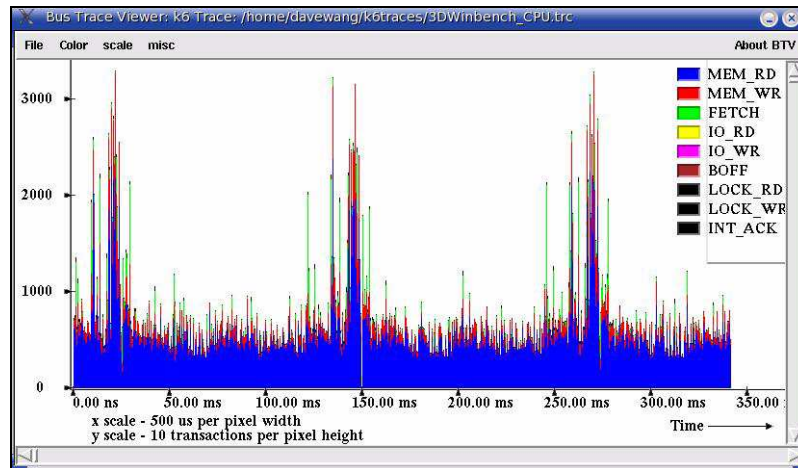 Bus Trace Viewer: k6 Trace: /home/davewang/k6traces/3DWinbench_CPU.trc
File Color scale misc About BTV
3000
2000
1000
0
MEM_RD
MEM_WR
FETCH
IO_RD
IO_WR
BOFF
LOCK_RD
LOCK_WR
INT_ACK
0.00 ns 50.00 ms 100.00 ms 150.00 ms 200.00 ms 250.00 ms 300.00 ms 350.00
x scale - 500 us per pixel width
y scale - 10 transactions per pixel height
Time